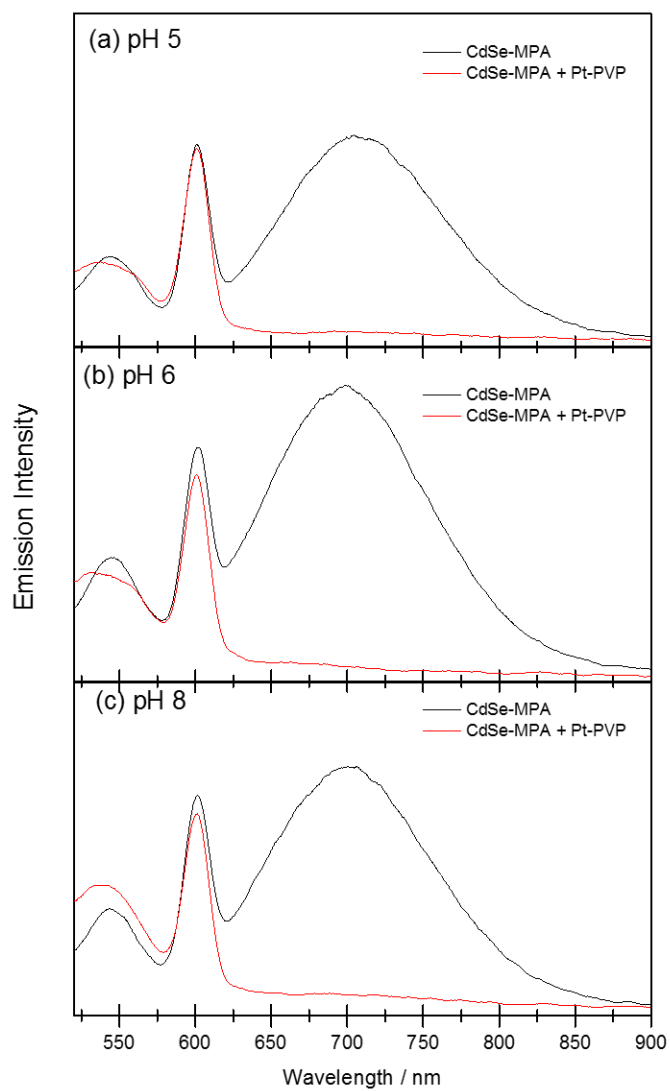 (a) pH 5
CdSe-MPA
CdSe-MPA + Pt-PVP
(b) pH 6
CdSe-MPA
CdSe-MPA + Pt-PVP
Emission Intensity
(c) pH 8
CdSe-MPA
CdSe-MPA + Pt-PVP
550 600 650 700 750 800 850 900
Wavelength / nm